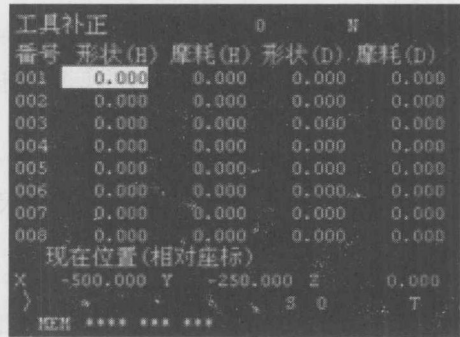 工具补正 O N
番号 形状(H) 摩耗(H) 形状(D) 摩耗(D)
001 0.000 0.000 0.000 0.000
002 0.000 0.000 0.000 0.000
003 0.000 0.000 0.000 0.000
004 0.000 0.000 0.000 0.000
005 0.000 0.000 0.000 0.000
006 0.000 0.000 0.000 0.000
007 0.000 0.000 0.000 0.000
008 0.000 0.000 0.000 0.000
现在位置(相对座标)
X -500.000 Y -250.000 Z 0.000
〉 S 0 T
MEM **** *** ***